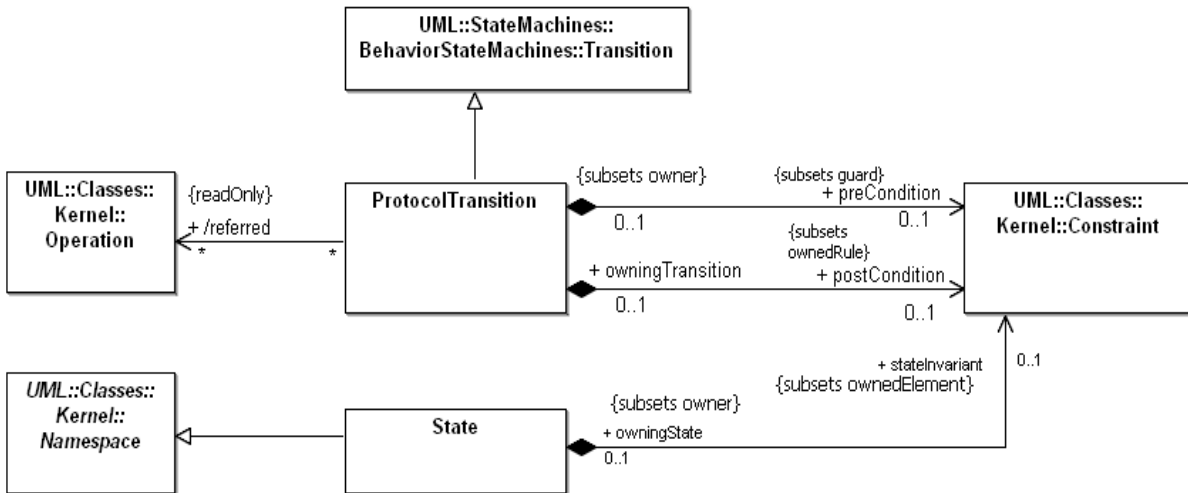 UML::StateMachines::
BehaviorStateMachines::Transition
UML::Classes::
Kernel::
Operation
{readOnly}
+ /referred
*
*
ProtocolTransition
{subsets owner}
0..1
{subsets guard}
+ preCondition
0..1
{subsets
ownedRule}
+ owningTransition
0..1
+ postCondition
0..1
UML::Classes::
Kernel::Constraint
+ stateInvariant
{subsets ownedElement}
0..1
UML::Classes::
Kernel::
Namespace
State
{subsets owner}
+ owningState
0..1